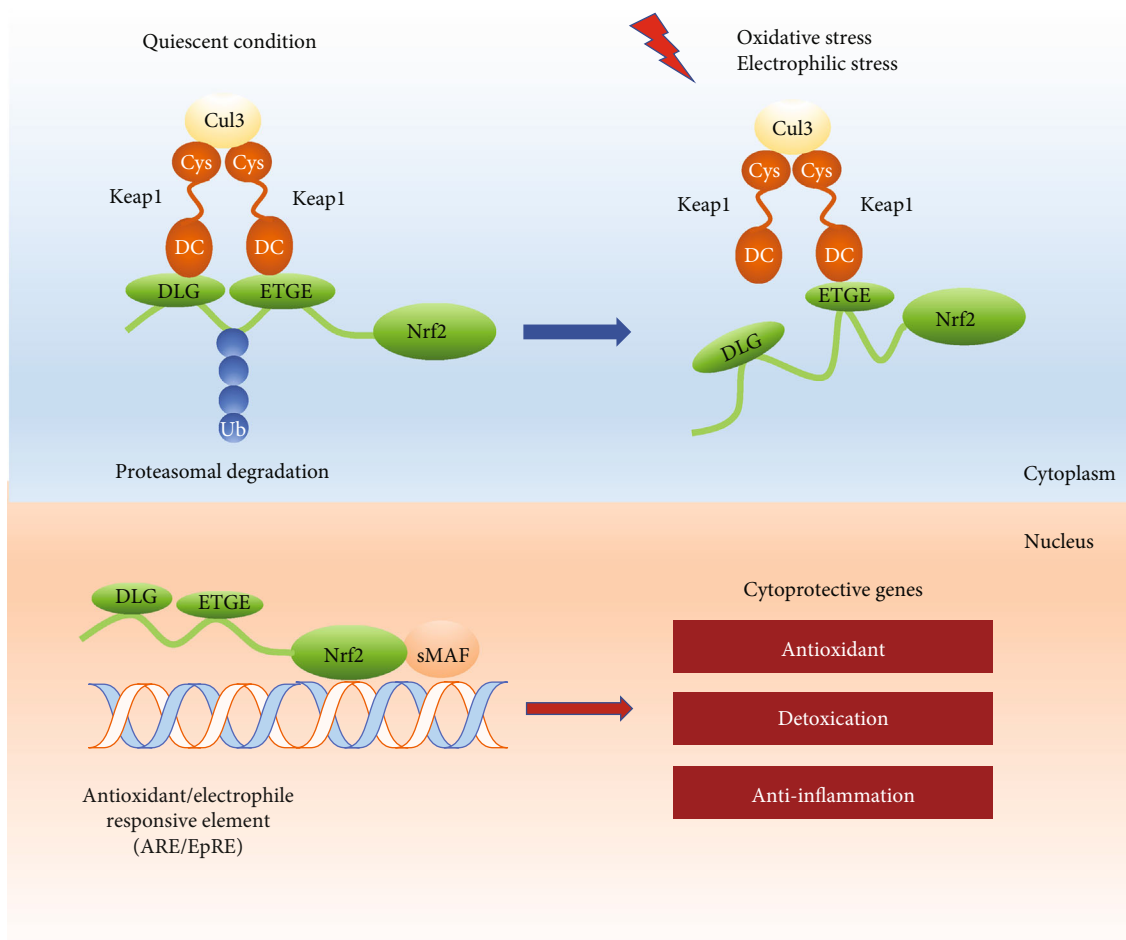 Quiescent condition
Oxidative stress
Electrophilic stress
Cul3
Cys
Cys
Keap1
Keap1
DC
DC
DLG
ETGE
Nrf2
Ub
Proteasomal degradation
Cul3
Cys
Cys
Keap1
Keap1
DC
DC
ETGE
Nrf2
DLG
Cytoplasm
Nucleus
DLG
ETGE
Nrf2
sMAF
Antioxidant/electrophile
responsive element
(ARE/EpRE)
Cytoprotective genes
Antioxidant
Detoxication
Anti-inflammation